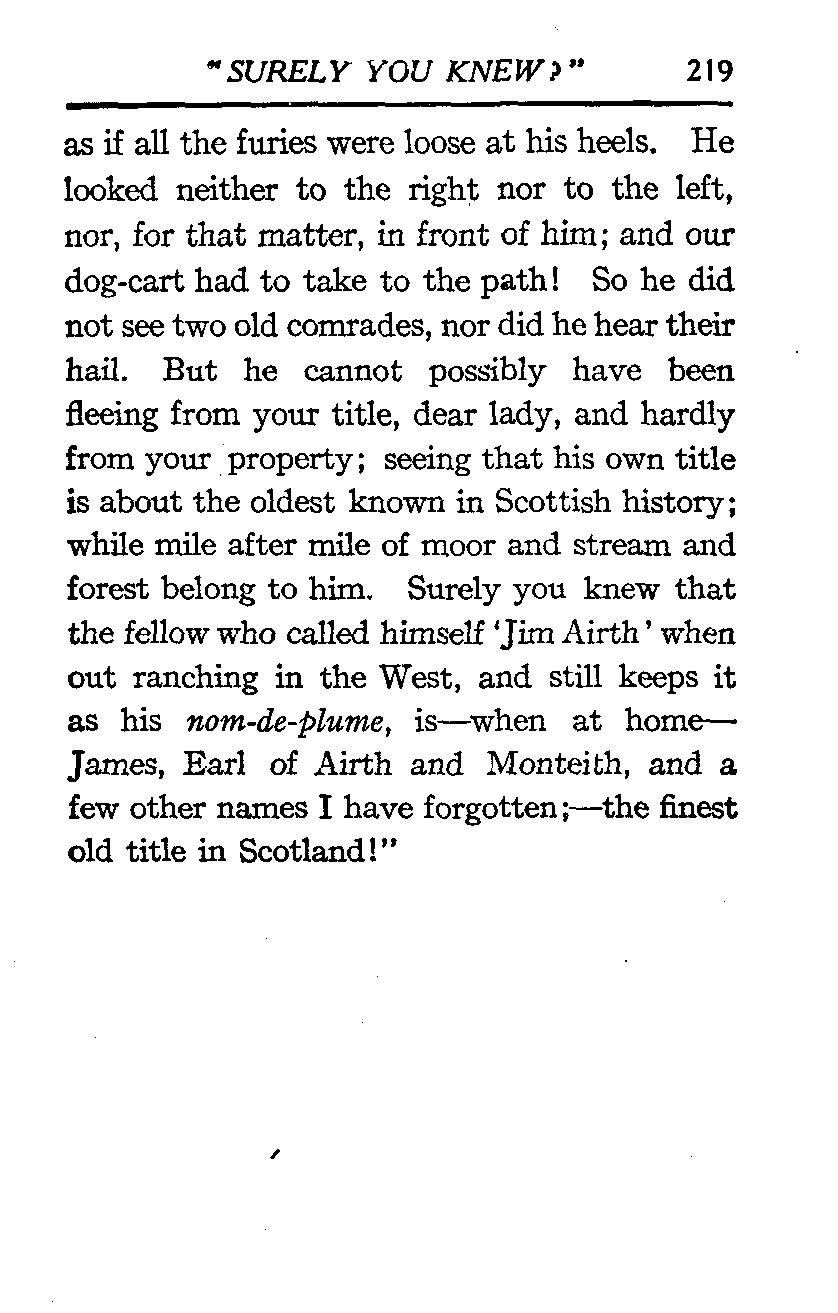 "SURELY YOU KNEW?" 219
as if all the furies were loose at his heels. He
looked neither to the right nor to the left,
nor, for that matter, in front of him; and our
dog-cart had to take to the path! So he did
not see two old comrades, nor did he hear their
hail. But he cannot possibly have been
fleeing from your title, dear lady, and hardly
from your property; seeing that his own title
is about the oldest known in Scottish history;
while mile after mile of moor and stream and
forest belong to him. Surely you knew that
the fellow who called himself 'Jim Airth' when
out ranching in the West, and still keeps it
as his nom-de-plume, is—when at home—
James, Earl of Airth and Monteith, and a
few other names I have forgotten;—the finest
old title in Scotland!"